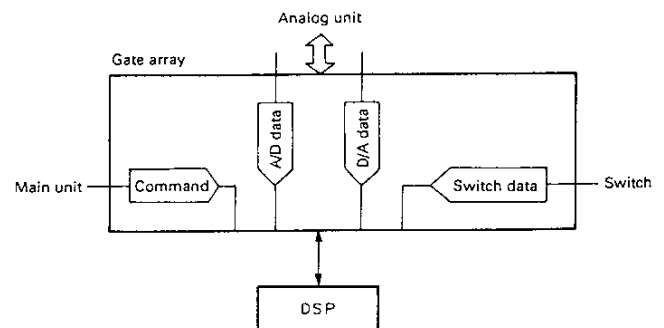 Analog unit
Gate array
A/D data
D/A data
Main unit
Command
Switch data
Switch
DSP